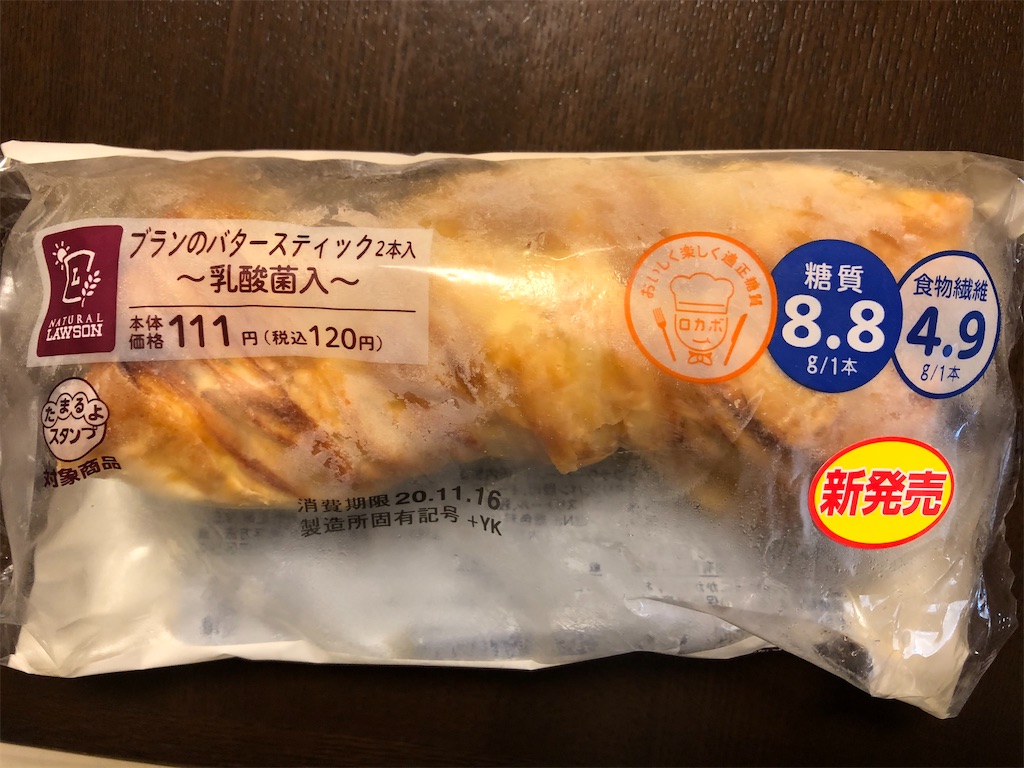 NATURAL
LAWSON
ブランのバタースティック2本入
～乳酸菌入～
本体
価格 111円(税込120円)
たまるよ
スタンプ
対象商品
おいしく楽しく適正糖質
ロカボ
糖質
8.8
g/1本
食物繊維
4.9
g/1本
新発売
消費期限 20.11.16
製造所固有記号 +YK